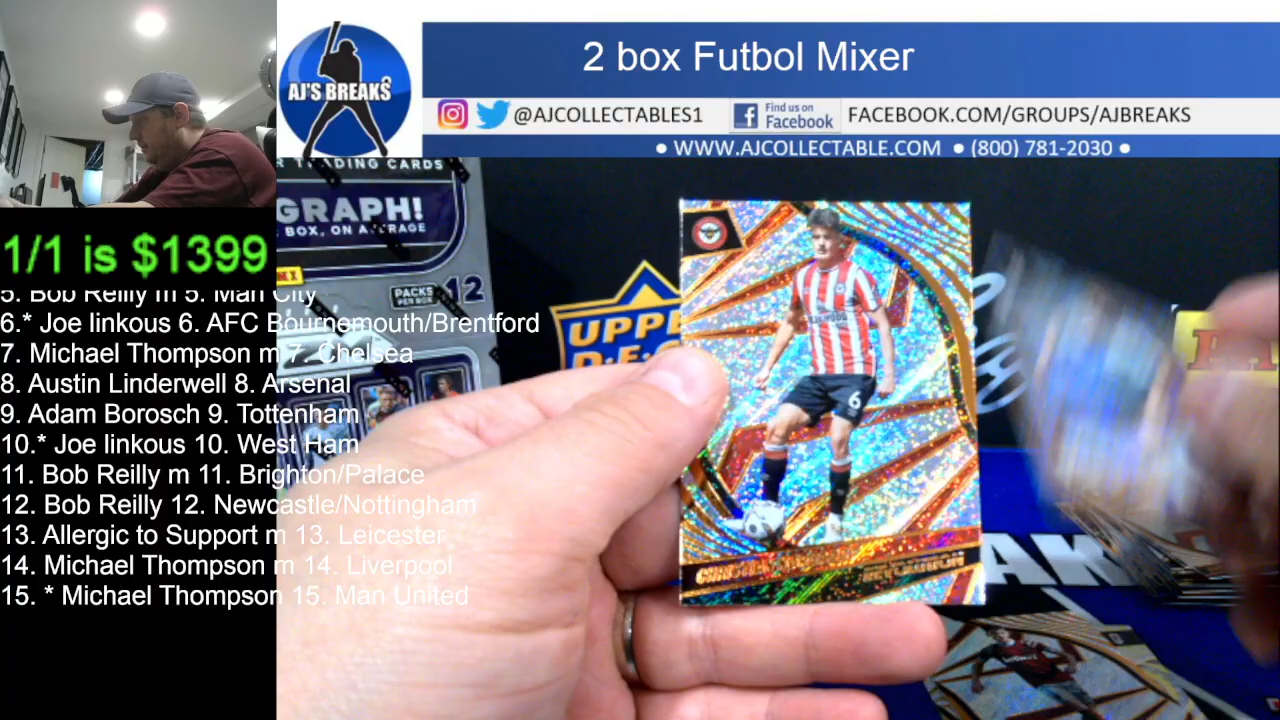 2 box Futbol Mixer
AJ'S BREAKS
@AJCOLLECTABLES1
Find us on
Facebook
FACEBOOK.COM/GROUPS/AJBREAKS
• WWW.AJCOLLECTABLE.COM • (800) 781-2030 •
1/1 is $1399
5. Bob Reilly m 5. Man City
6.* Joe linkous 6. AFC Bournemouth/Brentford
7. Michael Thompson m 7. Chelsea
8. Austin Linderwell 8. Arsenal
9. Adam Borosch 9. Tottenham
10.* Joe linkous 10. West Ham
11. Bob Reilly m 11. Brighton/Palace
12. Bob Reilly 12. Newcastle/Nottingham
13. Allergic to Support m 13. Leicester
14. Michael Thompson m 14. Liverpool
15. * Michael Thompson 15. Man United
TRADING CARDS
GRAPH!
BOX, ON AVERAGE
PACKS
PER BOX
12
UPPE
D.E.C
6
REVOLUTION